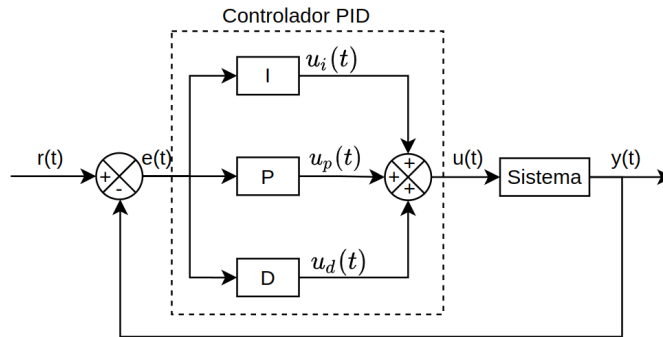 Controlador PID
I
u_i(t)
r(t)
+
-
e(t)
P
u_p(t)
+
+
+
u(t)
Sistema
y(t)
D
u_d(t)